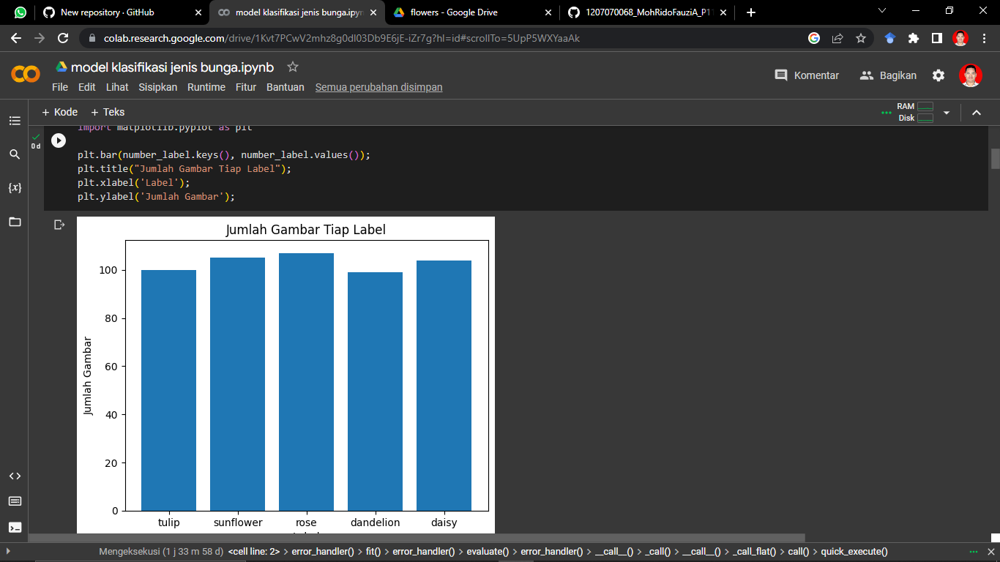 New repository · GitHub
model klasifikasi jenis bunga.ipyn
flowers - Google Drive
1207070068_MohRidoFauziA_P1
colab.research.google.com/drive/1Kvt7PCwV2mhz8g0dI03Db9E6jE-iZr7g?hl=id#scrollTo=5UpP5WXYaaAk
model klasifikasi jenis bunga.ipynb
Komentar
Bagikan
File Edit Lihat Sisipkan Runtime Fitur Bantuan Semua perubahan disimpan
+ Kode + Teks
RAM
Disk
import matplotlib.pyplot as plt
0 d
plt.bar(number_label.keys(), number_label.values());
plt.title("Jumlah Gambar Tiap Label");
plt.xlabel('Label');
plt.ylabel('Jumlah Gambar');
{x}
Jumlah Gambar Tiap Label
100
80
60
40
20
0
Jumlah Gambar
tulip sunflower rose dandelion daisy
Mengeksekusi (1 j 33 m 58 d) <cell line: 2> > error_handler() > fit() > error_handler() > evaluate() > error_handler() > __call__() > _call() > __call__() > _call_flat() > call() > quick_execute()